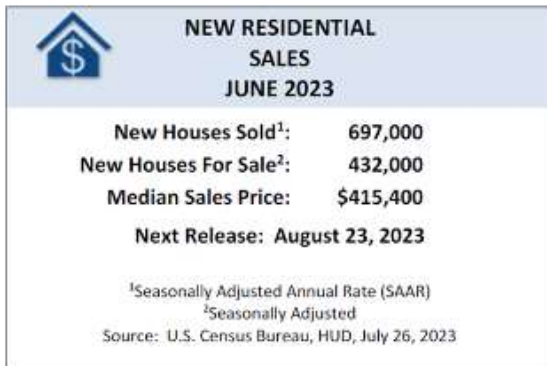 $
NEW RESIDENTIAL
SALES
JUNE 2023
New Houses Sold¹: 697,000
New Houses For Sale²: 432,000
Median Sales Price: $415,400
Next Release: August 23, 2023
¹Seasonally Adjusted Annual Rate (SAAR)
²Seasonally Adjusted
Source: U.S. Census Bureau, HUD, July 26, 2023